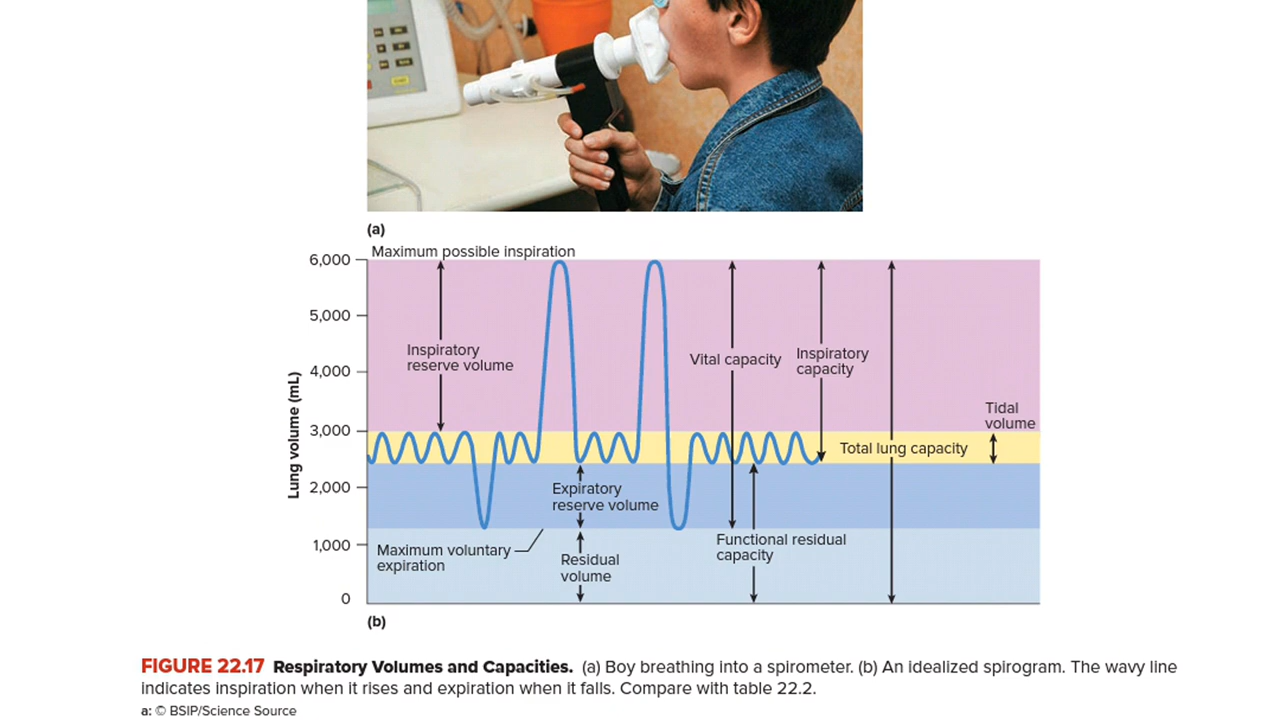 (a)
Maximum possible inspiration
6,000
5,000
Inspiratory
reserve volume
Vital capacity
Inspiratory
capacity
4,000
Lung volume (mL)
Tidal
volume
3,000
Total lung capacity
2,000
Expiratory
reserve volume
1,000
Maximum voluntary
expiration
Functional residual
capacity
Residual
volume
0
(b)
FIGURE 22.17 Respiratory Volumes and Capacities. (a) Boy breathing into a spirometer. (b) An idealized spirogram. The wavy line
indicates inspiration when it rises and expiration when it falls. Compare with table 22.2.
a: © BSIP/Science Source